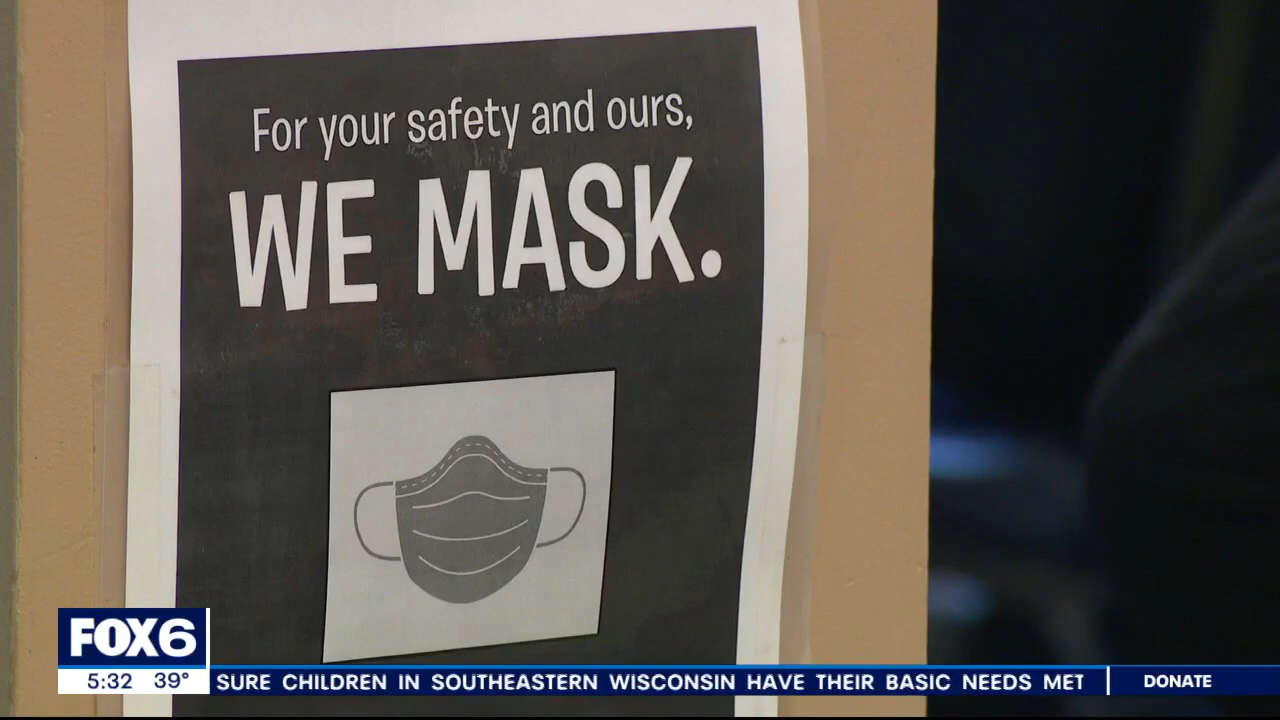 For your safety and ours,
WE MASK.
FOX6
5:32 39°
SURE CHILDREN IN SOUTHEASTERN WISCONSIN HAVE THEIR BASIC NEEDS MET
DONATE